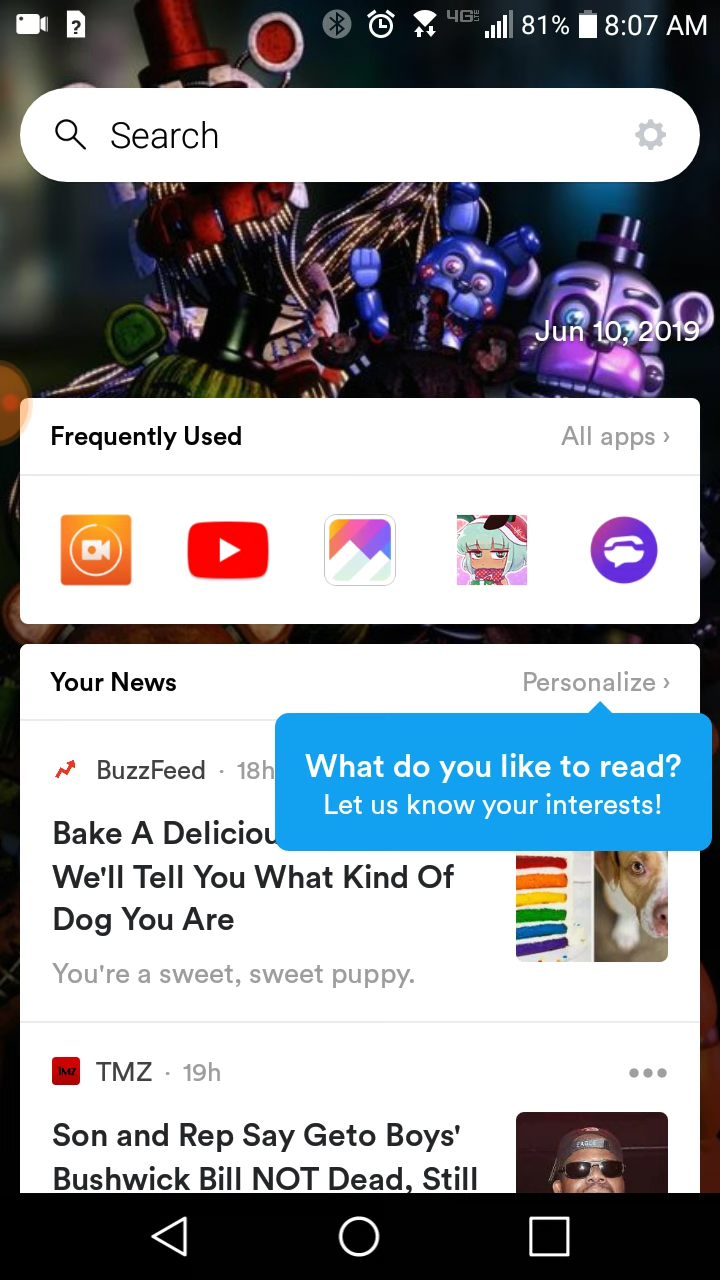 4G LTE 81% 8:07 AM
Search
Jun 10, 2019
Frequently Used All apps ›
Your News Personalize ›
What do you like to read?
Let us know your interests!
BuzzFeed · 18h
Bake A Deliciou
We'll Tell You What Kind Of
Dog You Are
You're a sweet, sweet puppy.
TMZ TMZ · 19h
Son and Rep Say Geto Boys'
Bushwick Bill NOT Dead, Still